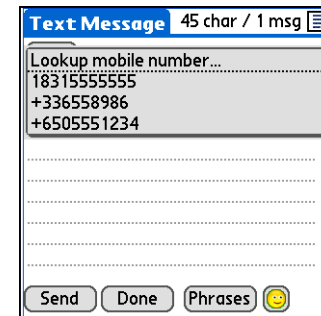 Text Message 45 char / 1 msg
Lookup mobile number...
18315555555
+336558986
+6505551234
Send Done Phrases